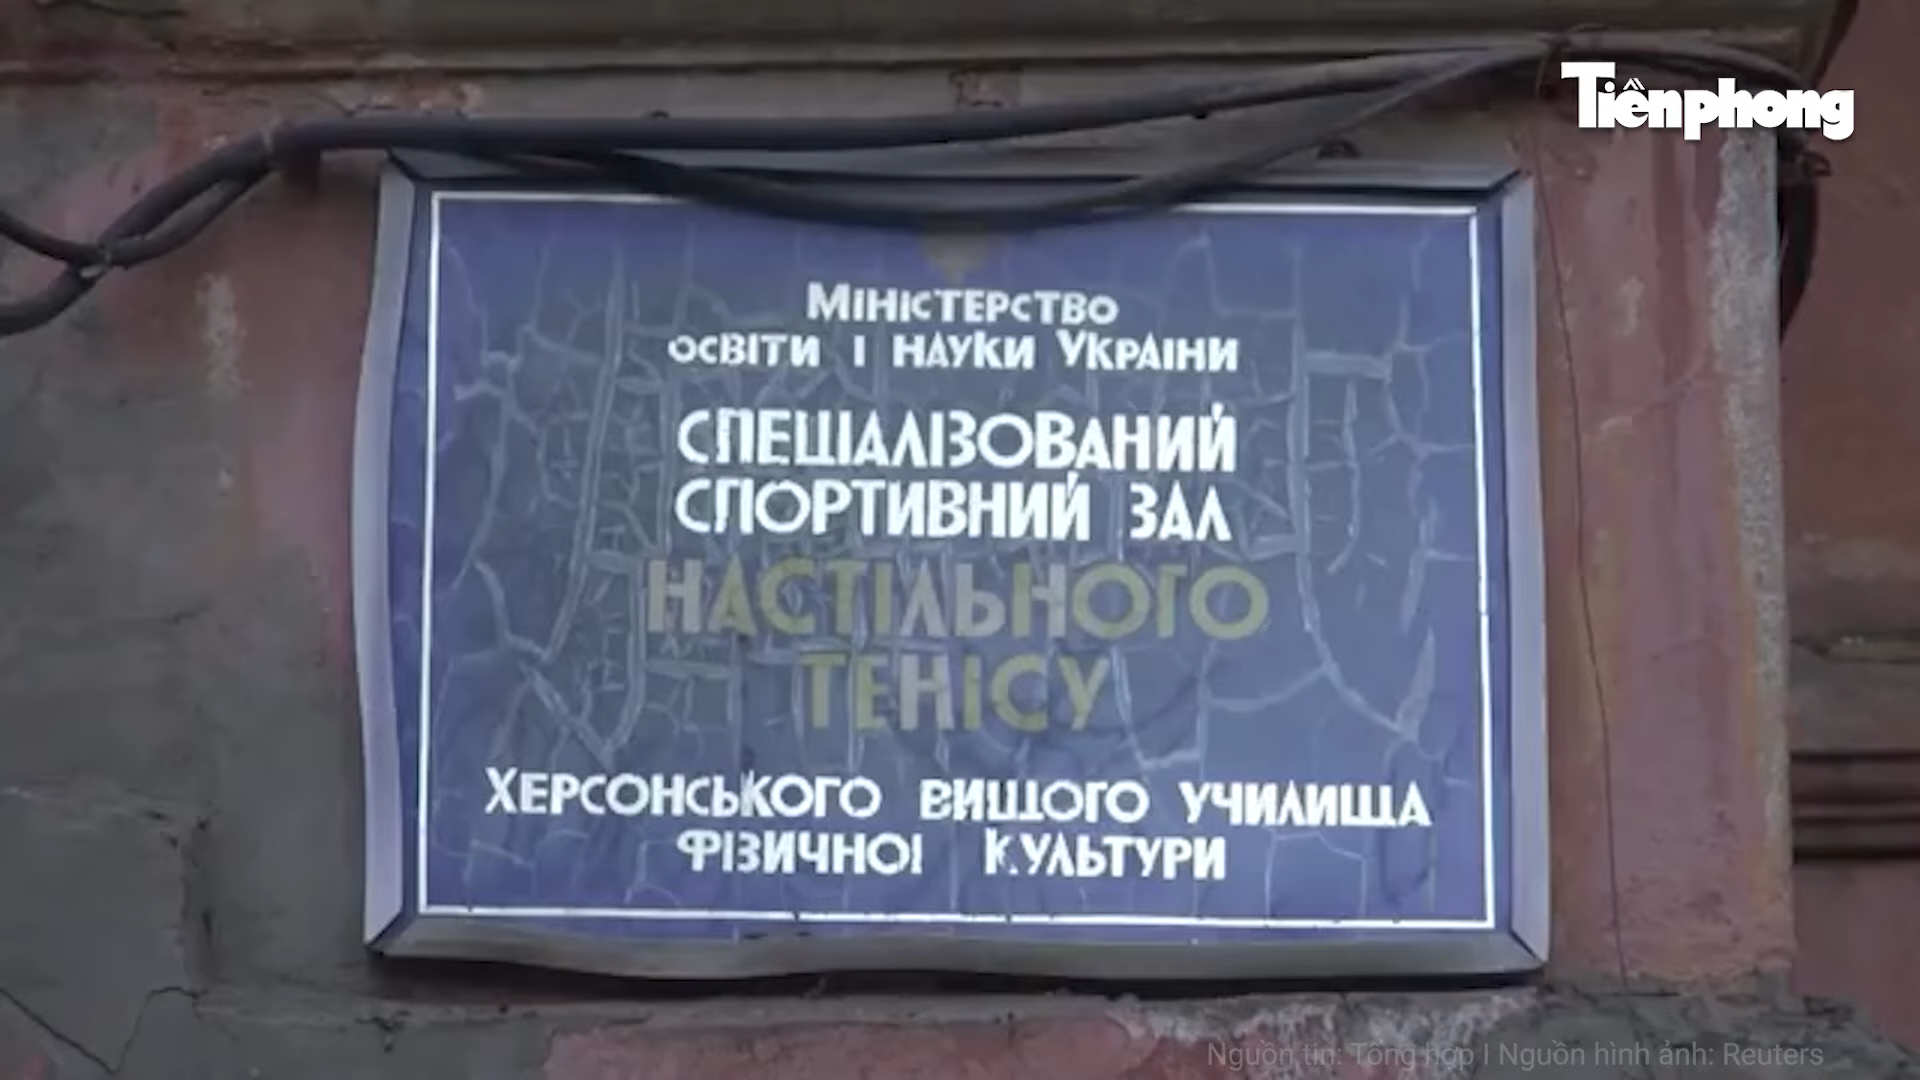 Tiềnphong
Міністерство
освіти і науки України
СПЕЦІАЛІЗОВАНИЙ
СПОРТИВНИЙ ЗАЛ
НАСТІЛЬНОГО
ТЕНІСУ
ХЕРСОНСЬКОГО ВИЩОГО УЧИЛИЩА
ФІЗИЧНОЇ КУЛЬТУРИ
Nguồn tin: Tổng hợp I Nguồn hình ảnh: Reuters